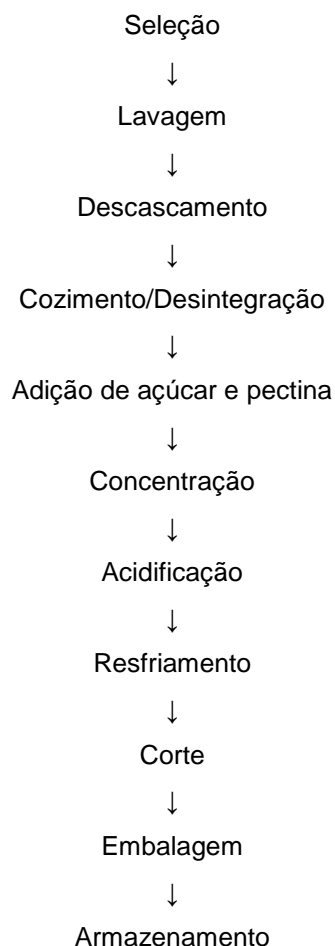 Seleção
↓
Lavagem
↓
Descascamento
↓
Cozimento/Desintegração
↓
Adição de açúcar e pectina
↓
Concentração
↓
Acidificação
↓
Resfriamento
↓
Corte
↓
Embalagem
↓
Armazenamento